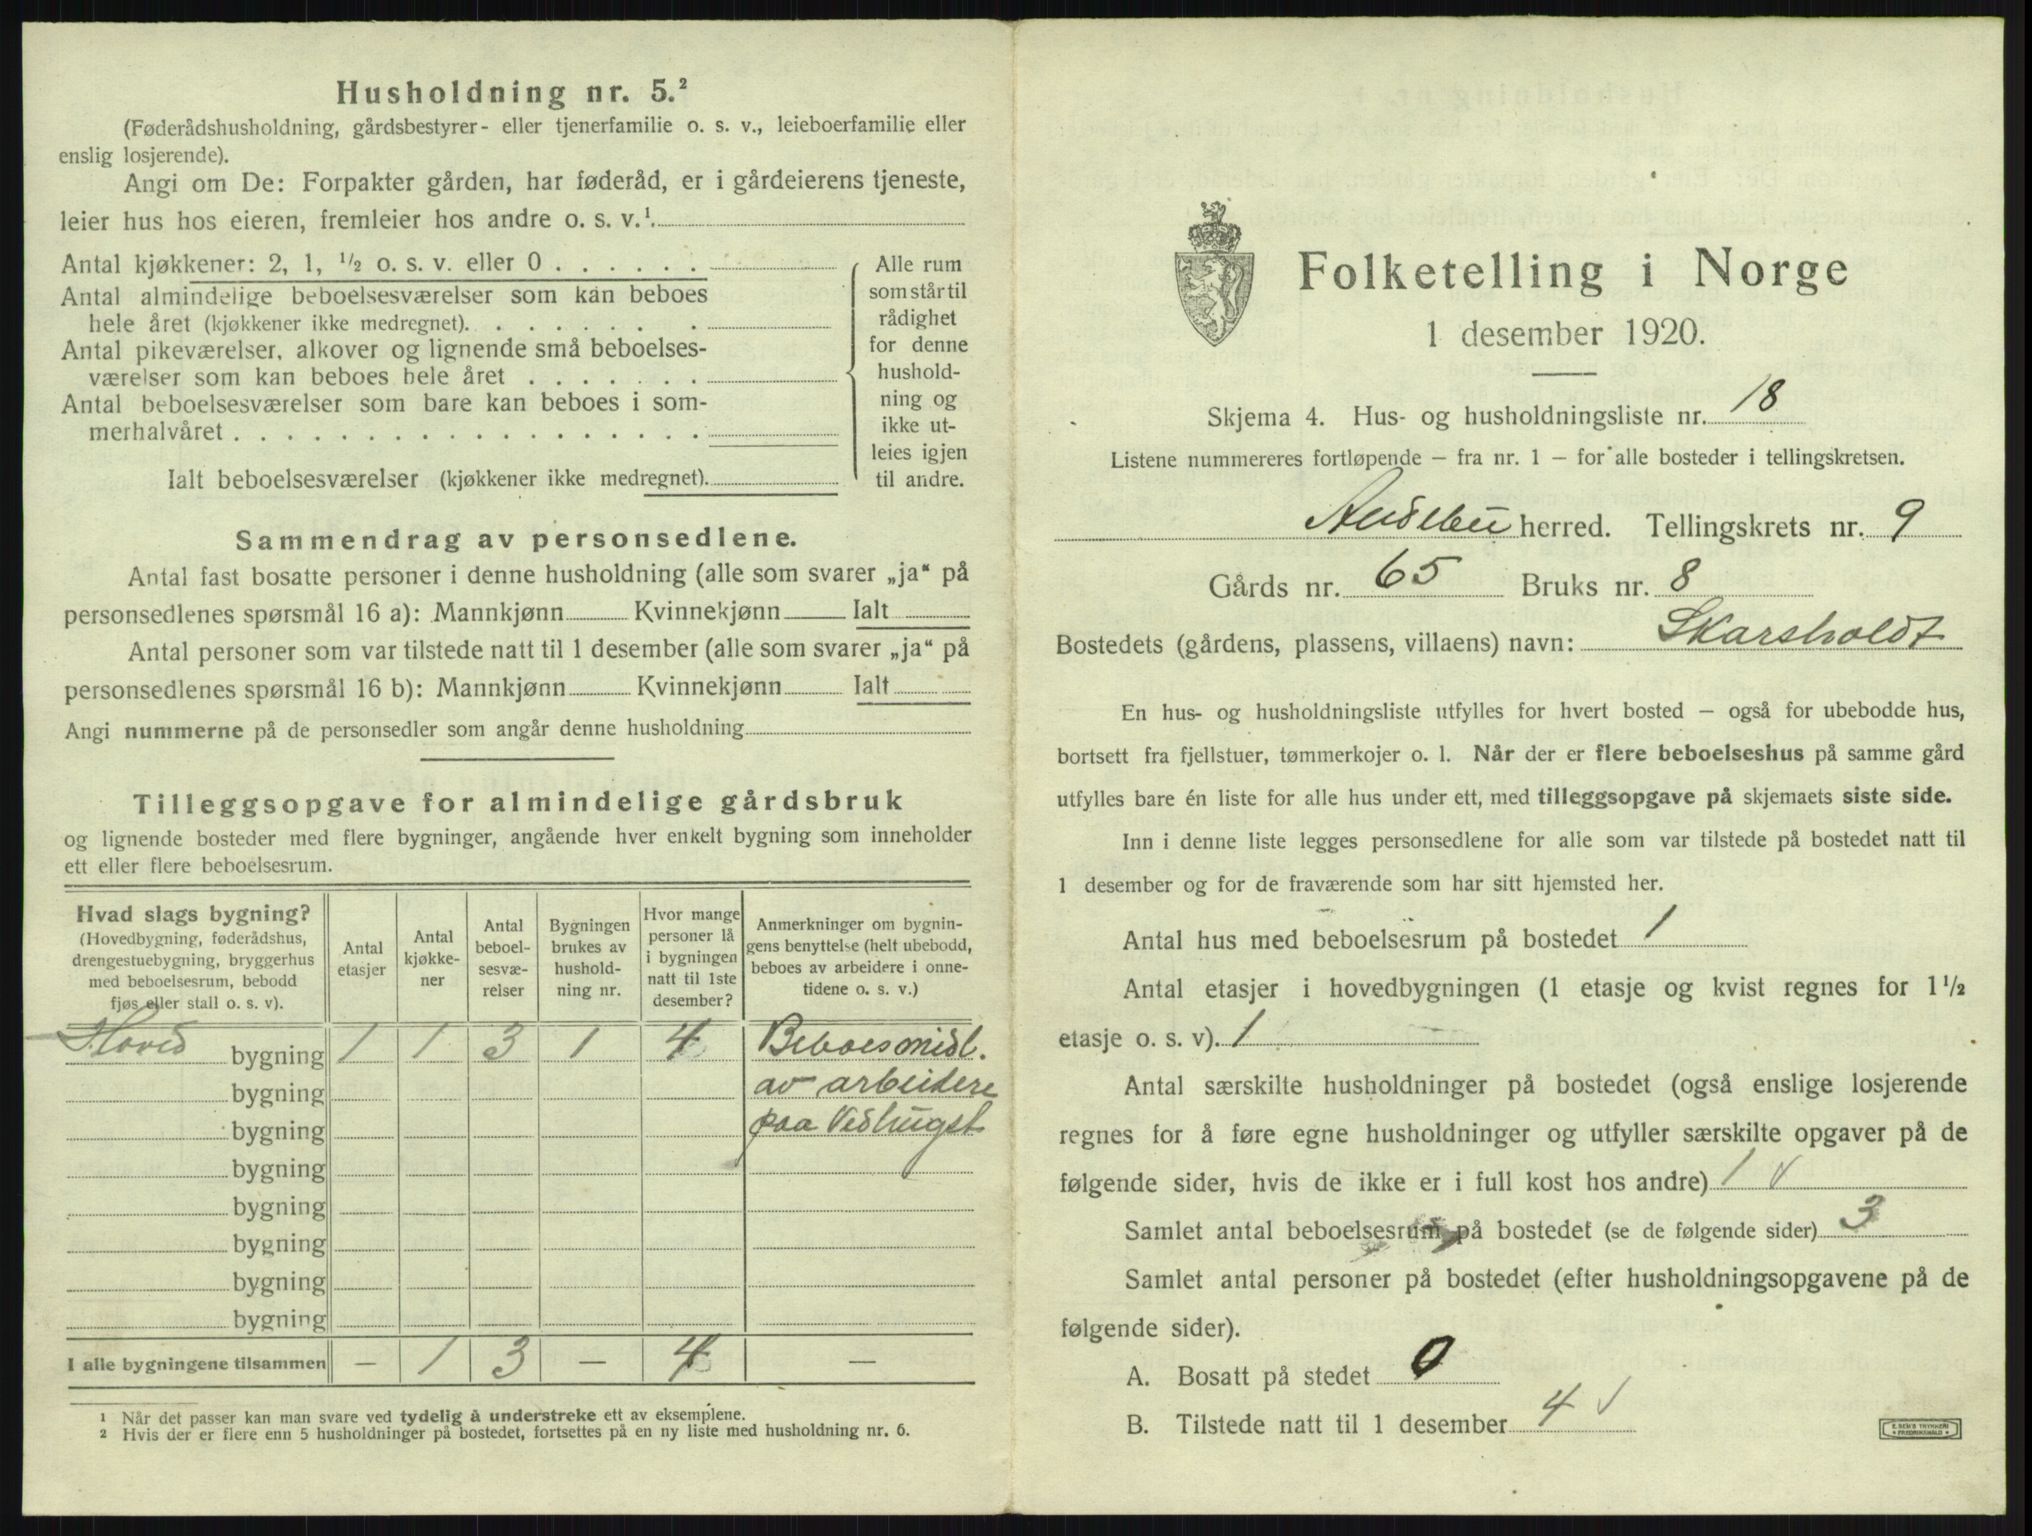 Husholdning nr. 5.²
(Føderådshusholdning, gårdsbestyrer- eller tjenerfamilie o. s. v., leieboerfamilie eller
enslig losjerende).
Angi om De: Forpakter gården, har føderåd, er i gårdeierens tjeneste,
leier hus hos eieren, fremleier hos andre o. s. v.¹.
Antal kjøkkener: 2, 1, ½ o. s. v. eller 0 . . . . . .
Antal almindelige beboelsesværelser som kan beboes
hele året (kjøkkener ikke medregnet). . . . . . . . .
Antal pikeværelser, alkover og lignende små beboelses-
værelser som kan beboes hele året . . . . . . .
Antal beboelsesværelser som bare kan beboes i som-
merhalvåret . . . . . . . . . . . . . . . . . .
Ialt beboelsesværelser (kjøkkener ikke medregnet).
Alle rum
som står til
rådighet
for denne
hushold-
ning og
ikke ut-
leies igjen
til andre.
Sammendrag av personsedlene.
Antal fast bosatte personer i denne husholdning (alle som svarer „ja“ på
personsedlenes spørsmål 16 a): Mannkjønn Kvinnekjønn Ialt
Antal personer som var tilstede natt til 1 desember (alle som svarer „ja“ på
personsedlenes spørsmål 16 b): Mannkjønn Kvinnekjønn Ialt
Angi nummerne på de personsedler som angår denne husholdning
Tilleggsopgave for almindelige gårdsbruk
og lignende bosteder med flere bygninger, angående hver enkelt bygning som inneholder
ett eller flere beboelsesrum.
Hvad slags bygning?
(Hovedbygning, føderådshus,
drengestuebygning, bryggerhus
med beboelsesrum, bebodd
fjøs eller stall o. s. v).
Antal
etasjer
Antal
kjøkke-
ner
Antal
beboel-
sesvæ-
relser
Bygningen
brukes av
hushold-
ning nr.
Hvor mange
personer lå
i bygningen
natt til 1ste
desember?
Anmerkninger om bygnin-
gens benyttelse (helt ubebodd,
beboes av arbeidere i onne-
tidene o. s. v.)
Hoved bygning 1 1 3 1 4 Beboes midl.
bygning av arbeidere
bygning paa Vedhugst
bygning
bygning
bygning
bygning
bygning
I alle bygningene tilsammen — 1 3 — 4 —
¹ Når det passer kan man svare ved tydelig å understreke ett av eksemplene.
² Hvis der er flere enn 5 husholdninger på bostedet, fortsettes på en ny liste med husholdning nr. 6.
Folketelling i Norge
1 desember 1920.
Skjema 4. Hus- og husholdningsliste nr. 18
Listene nummereres fortløpende – fra nr. 1 – for alle bosteder i tellingskretsen.
Andebu herred. Tellingskrets nr. 9
Gårds nr. 65 Bruks nr. 8
Bostedets (gårdens, plassens, villaens) navn: Skarsholdt
En hus- og husholdningsliste utfylles for hvert bosted – også for ubebodde hus,
bortsett fra fjellstuer, tømmerkojer o. l. Når der er flere beboelseshus på samme gård
utfylles bare én liste for alle hus under ett, med tilleggsopgave på skjemaets siste side.
Inn i denne liste legges personsedlene for alle som var tilstede på bostedet natt til
1 desember og for de fraværende som har sitt hjemsted her.
Antal hus med beboelsesrum på bostedet 1
Antal etasjer i hovedbygningen (1 etasje og kvist regnes for 1½
etasje o. s. v). 1
Antal særskilte husholdninger på bostedet (også enslige losjerende
regnes for å føre egne husholdninger og utfyller særskilte opgaver på de
følgende sider, hvis de ikke er i full kost hos andre) 1 √
Samlet antal beboelsesrum på bostedet (se de følgende sider) 3
Samlet antal personer på bostedet (efter husholdningsopgavene på de
følgende sider).
A. Bosatt på stedet 0
B. Tilstede natt til 1 desember 4 √
E. SEM'S TRYKKERI
FREDRIKSHALD